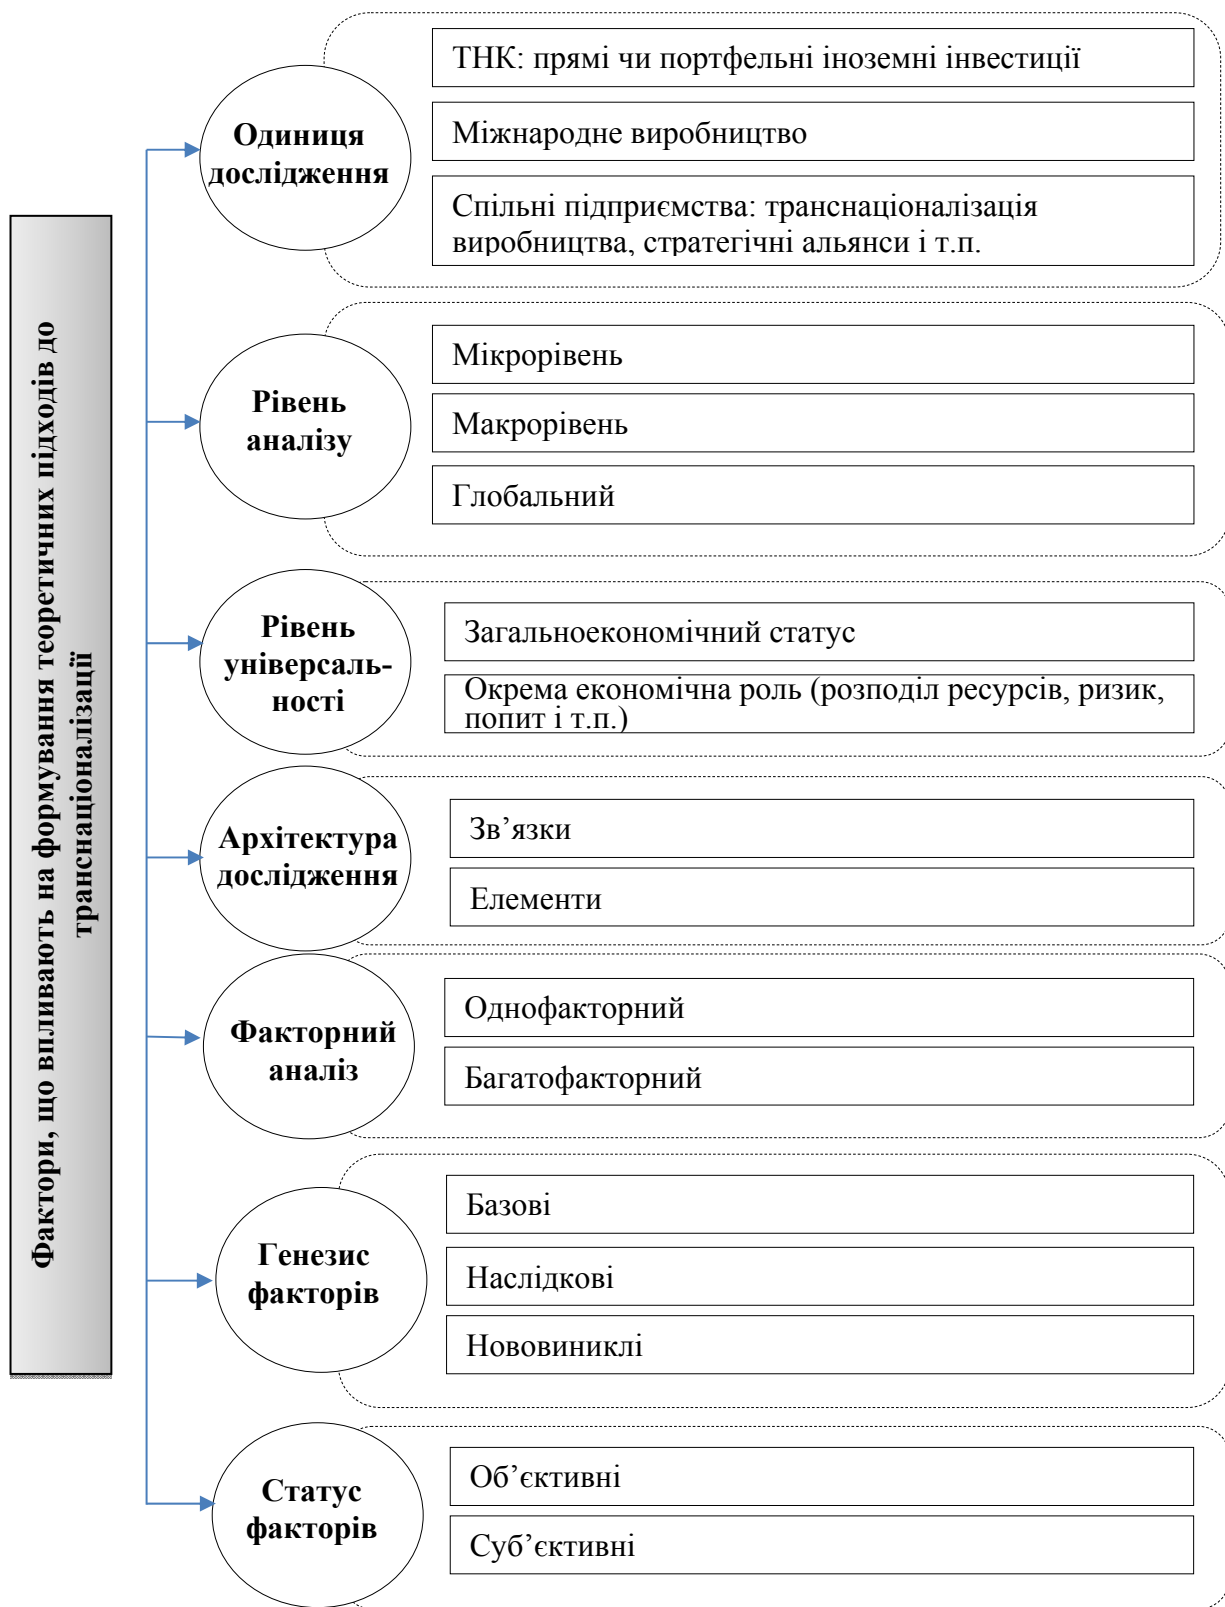 Фактори, що впливають на формування теоретичних підходів до
транснаціоналізації
Одиниця
дослідження
ТНК: прямі чи портфельні іноземні інвестиції
Міжнародне виробництво
Спільні підприємства: транснаціоналізація
виробництва, стратегічні альянси і т.п.
Рівень
аналізу
Мікрорівень
Макрорівень
Глобальний
Рівень
універсаль-
ності
Загальноекономічний статус
Окрема економічна роль (розподіл ресурсів, ризик,
попит і т.п.)
Архітектура
дослідження
Зв’язки
Елементи
Факторний
аналіз
Однофакторний
Багатофакторний
Генезис
факторів
Базові
Наслідкові
Нововиниклі
Статус
факторів
Об’єктивні
Суб’єктивні